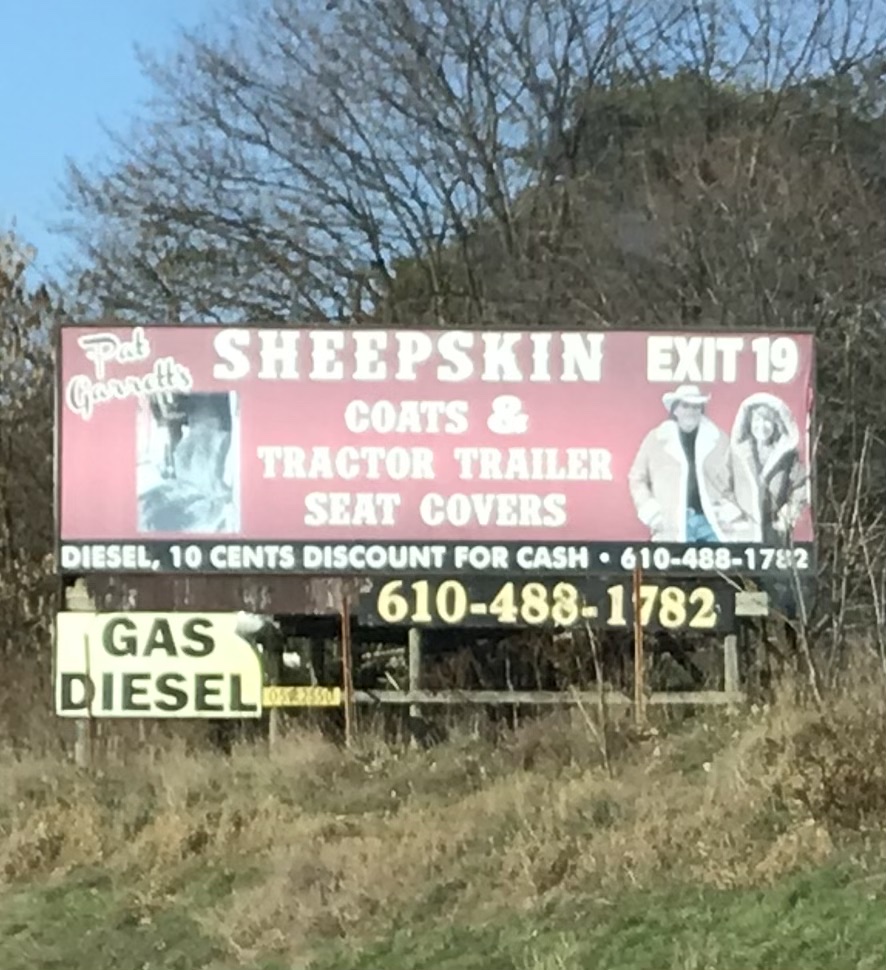 Pat
Garrett's
SHEEPSKIN
EXIT 19
COATS &
TRACTOR TRAILER
SEAT COVERS
DIESEL, 10 CENTS DISCOUNT FOR CASH • 610-488-1782
610-488-1782
GAS
DIESEL